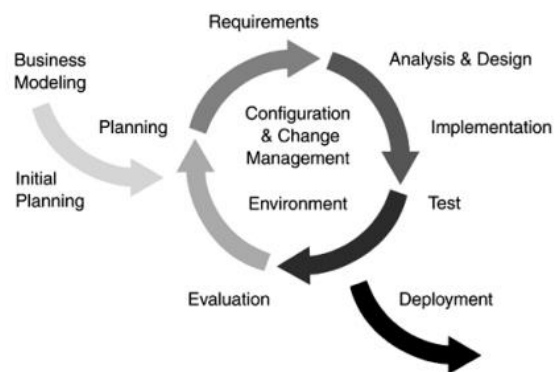 Requirements
Business
Modeling
Analysis & Design
Planning
Configuration
& Change
Management
Implementation
Initial
Planning
Environment
Test
Evaluation
Deployment